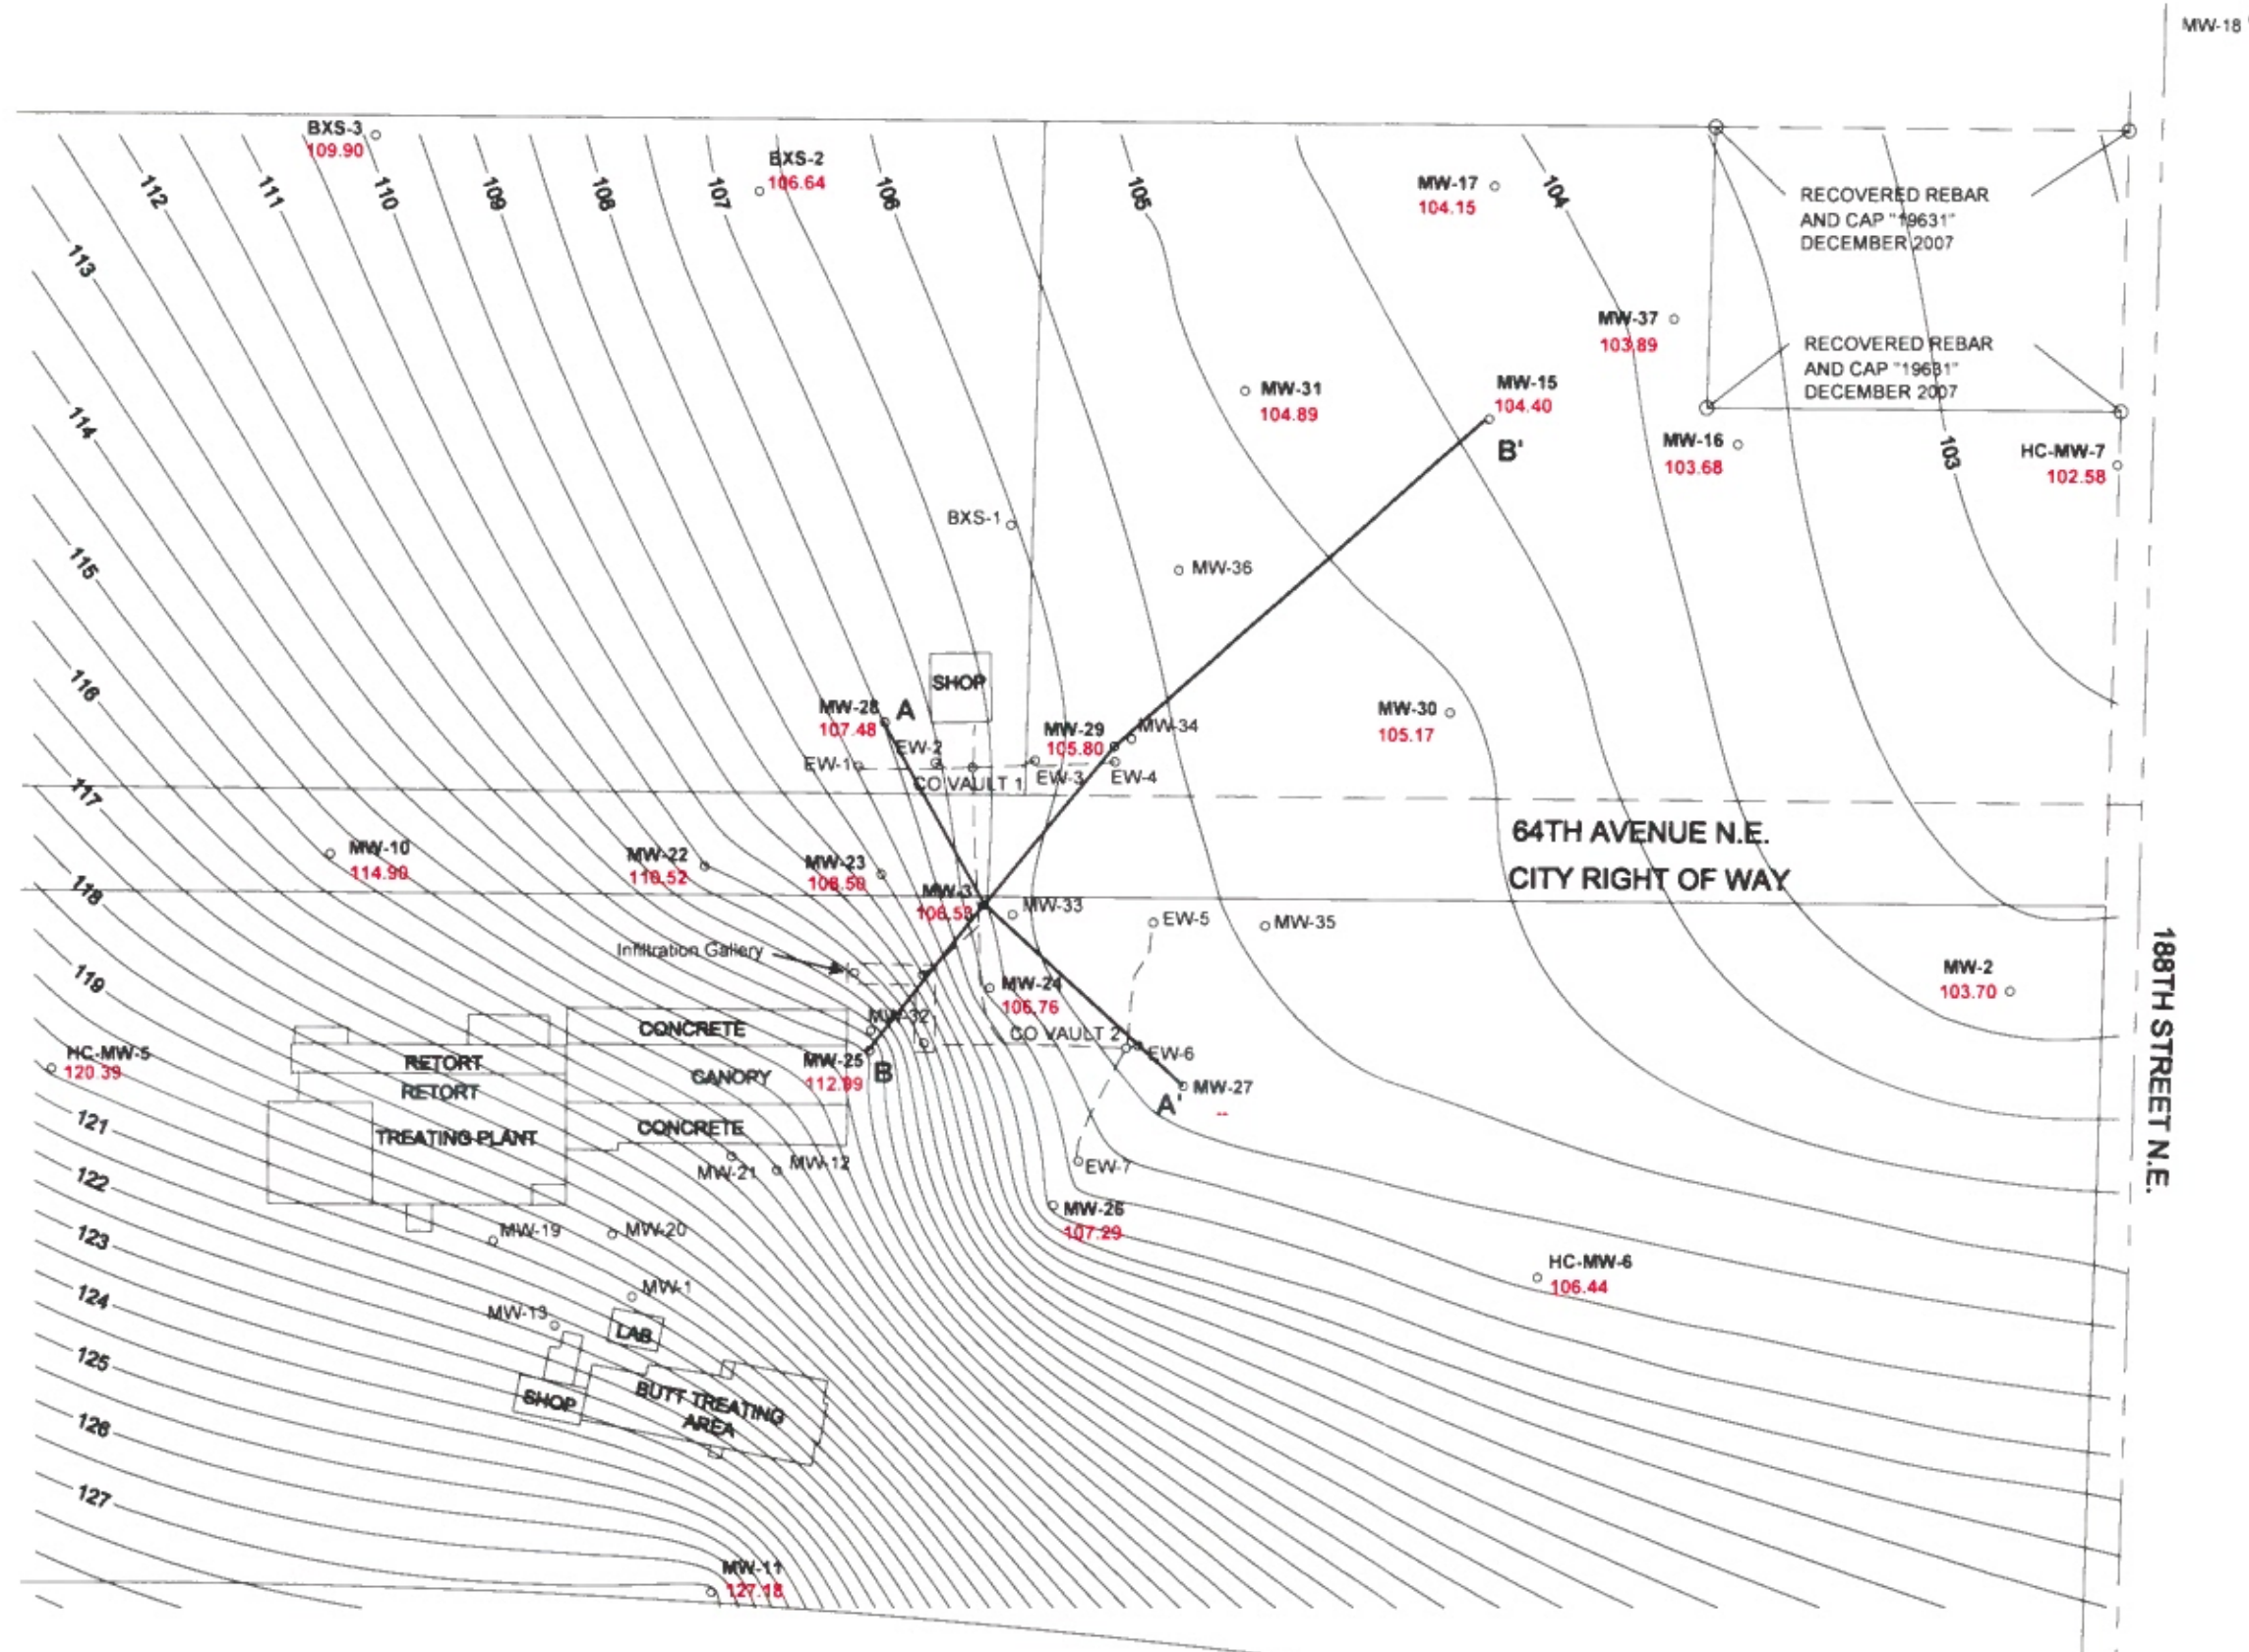 MW-18
BXS-3
109.90
BXS-2
106.64
112
111
110
109
108
107
106
105
MW-17
104.15
104
RECOVERED REBAR
AND CAP "19631"
DECEMBER 2007
113
MW-37
103.89
RECOVERED REBAR
AND CAP "19631"
DECEMBER 2007
MW-31
104.89
MW-15
104.40
B'
114
MW-16
103.68
103
HC-MW-7
102.58
BXS-1
115
MW-36
116
SHOP
MW-28
107.48
A
MW-29
105.80
MW-34
MW-30
105.17
EW-2
EW-1
CO VAULT 1
EW-3
EW-4
117
64TH AVENUE N.E.
CITY RIGHT OF WAY
MW-10
114.90
MW-22
110.52
MW-23
108.50
118
MW-3
MW-33
EW-5
MW-35
Infiltration Gallery
188TH STREET N.E.
119
MW-24
106.76
MW-2
103.70
MW-32
CONCRETE
CO VAULT 2
EW-6
HC-MW-5
120.39
RETORT
RETORT
CANOPY
MW-25
112.99
B
MW-27
--
A'
121
TREATING PLANT
CONCRETE
MW-21
MW-12
EW-7
122
MW-26
107.29
123
MW-19
MW-20
HC-MW-6
106.44
124
MW-1
MW-13
LAB
125
SHOP
BUTT TREATING
AREA
126
127
MW-11
127.18